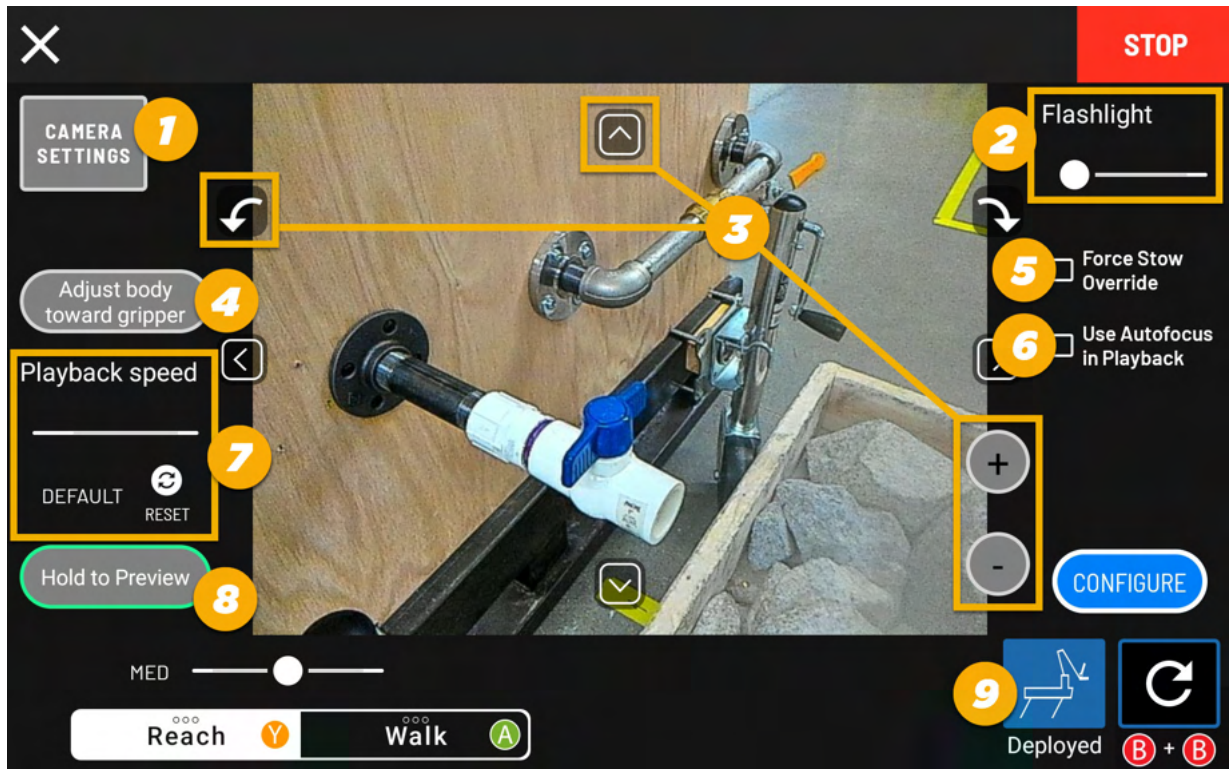 STOP
CAMERA
SETTINGS
1
2
Flashlight
3
4
Adjust body
toward gripper
5
Force Stow
Override
6
Use Autofocus
in Playback
Playback speed
7
DEFAULT
RESET
+
-
Hold to Preview
8
CONFIGURE
MED
9
Reach Y
Walk A
Deployed
B + B